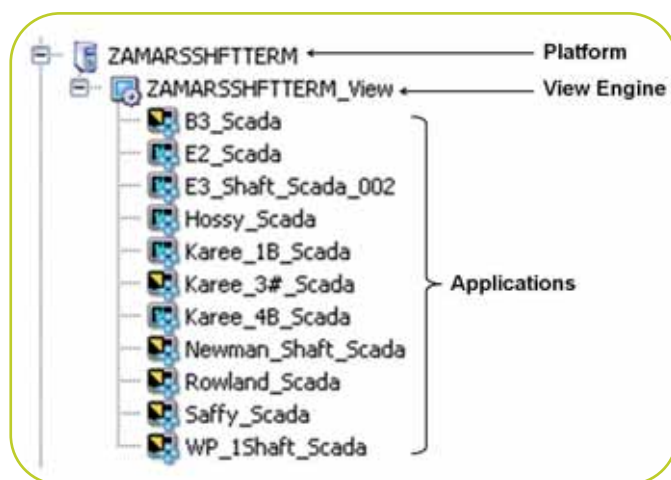 ZAMARSSHFTTERM Platform
ZAMARSSHFTTERM_View View Engine
B3_Scada
E2_Scada
E3_Shaft_Scada_002
Hossy_Scada
Karee_1B_Scada
Karee_3#_Scada
Applications
Karee_4B_Scada
Newman_Shaft_Scada
Rowland_Scada
Saffy_Scada
WP_1Shaft_Scada